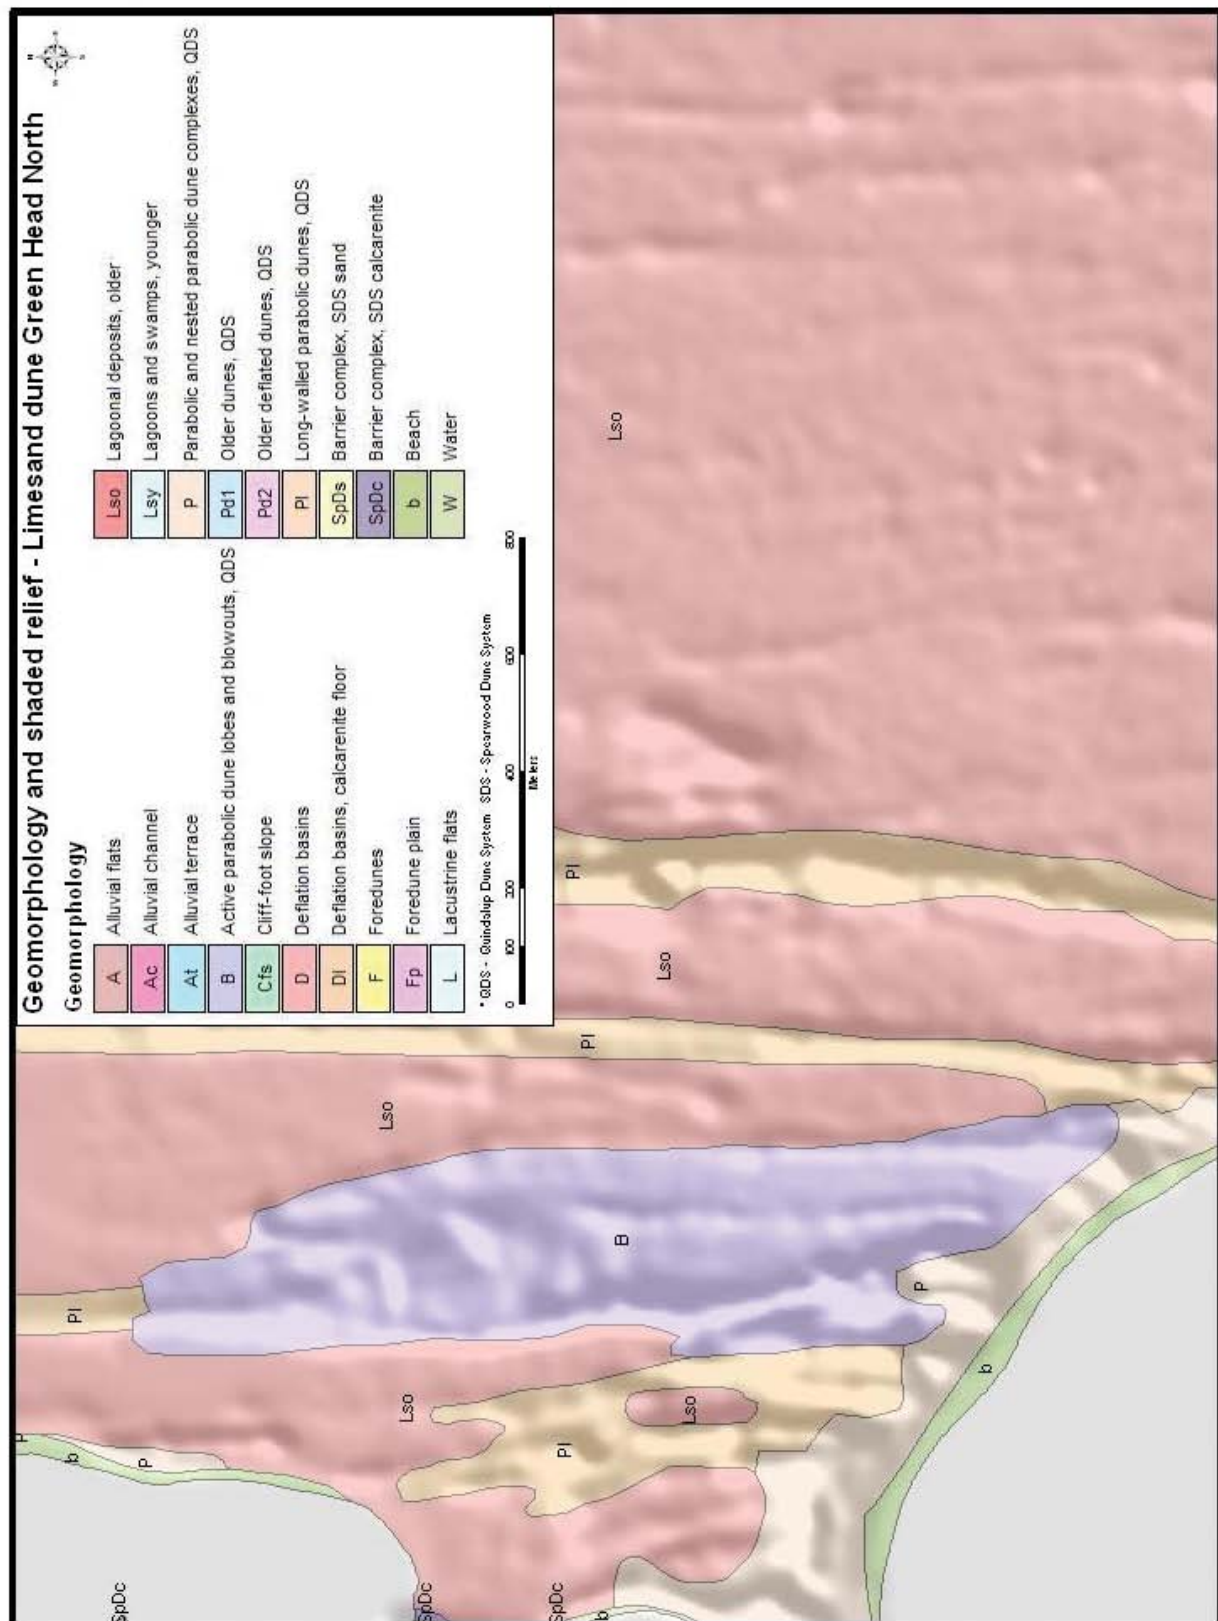 Geomorphology and shaded relief - Limesand dune Green Head North
Geomorphology
A Alluvial flats
Ac Alluvial channel
At Alluvial terrace
B Active parabolic dune lobes and blowouts, QDS
Cfs Cliff-foot slope
D Deflation basins
Dl Deflation basins, calcarenite floor
F Foredunes
Fp Foredune plain
L Lacustrine flats
Lso Lagoonal deposits, older
Lsy Lagoons and swamps, younger
P Parabolic and nested parabolic dune complexes, QDS
Pd1 Older dunes, QDS
Pd2 Older deflated dunes, QDS
Pl Long-walled parabolic dunes, QDS
SpDs Barrier complex, SDS sand
SpDc Barrier complex, SDS calcarenite
b Beach
W Water
* QDS - Quindalup Dune System SDS - Spearwood Dune System
0 100 200 400 600 800
Meters
P
b
P
Pl
Lso
Lso
Pl
Lso
B
P
b
Pl
Lso
Pl
Lso
SpDc
SpDc
SpDc
b
Lso